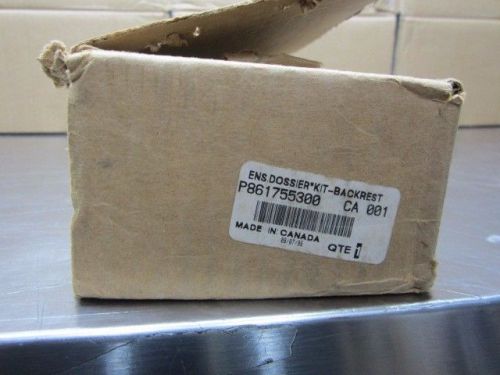 ENS.DOSSIER*KIT-BACKREST
P861755300 CA 001
MADE IN CANADA
QTE 1